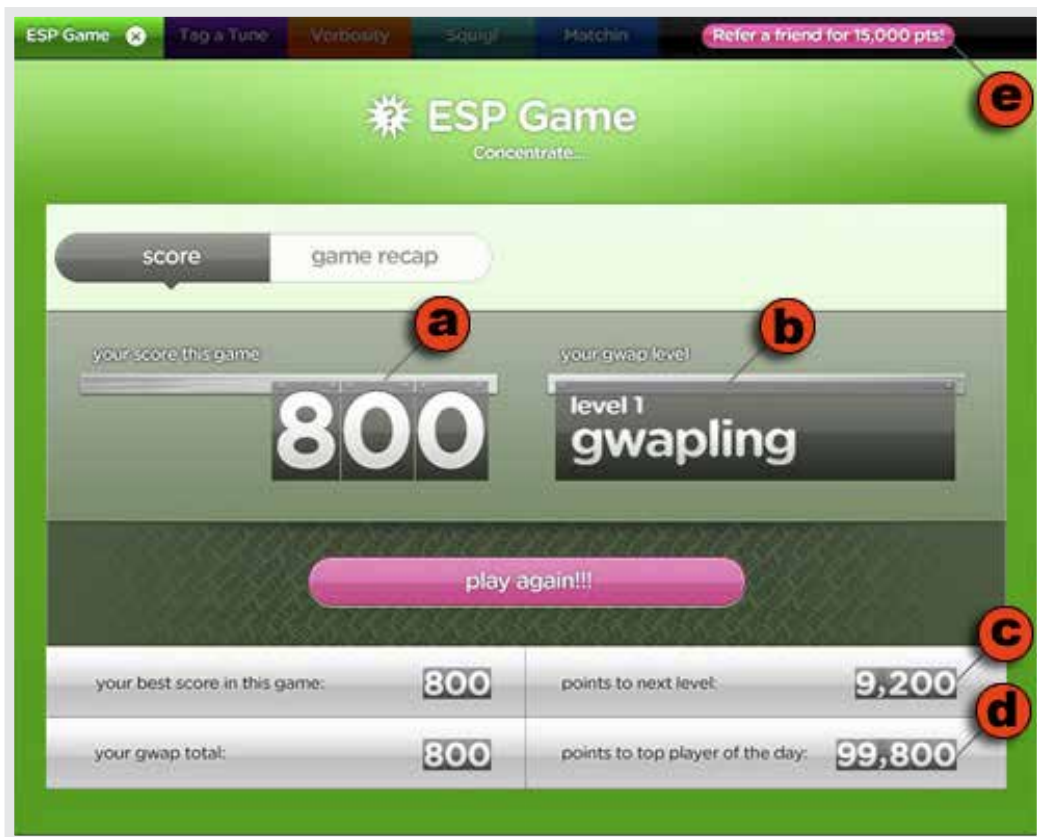 ESP Game Tag a Tune Verbosity Squigl Matchin Refer a friend for 15,000 pts!
e
? ESP Game
Concentrate...
score game recap
a b
your score this game your gwap level
800 level 1
gwapling
play again!!!
c
your best score in this game: 800 points to next level: 9,200
d
your gwap total: 800 points to top player of the day: 99,800